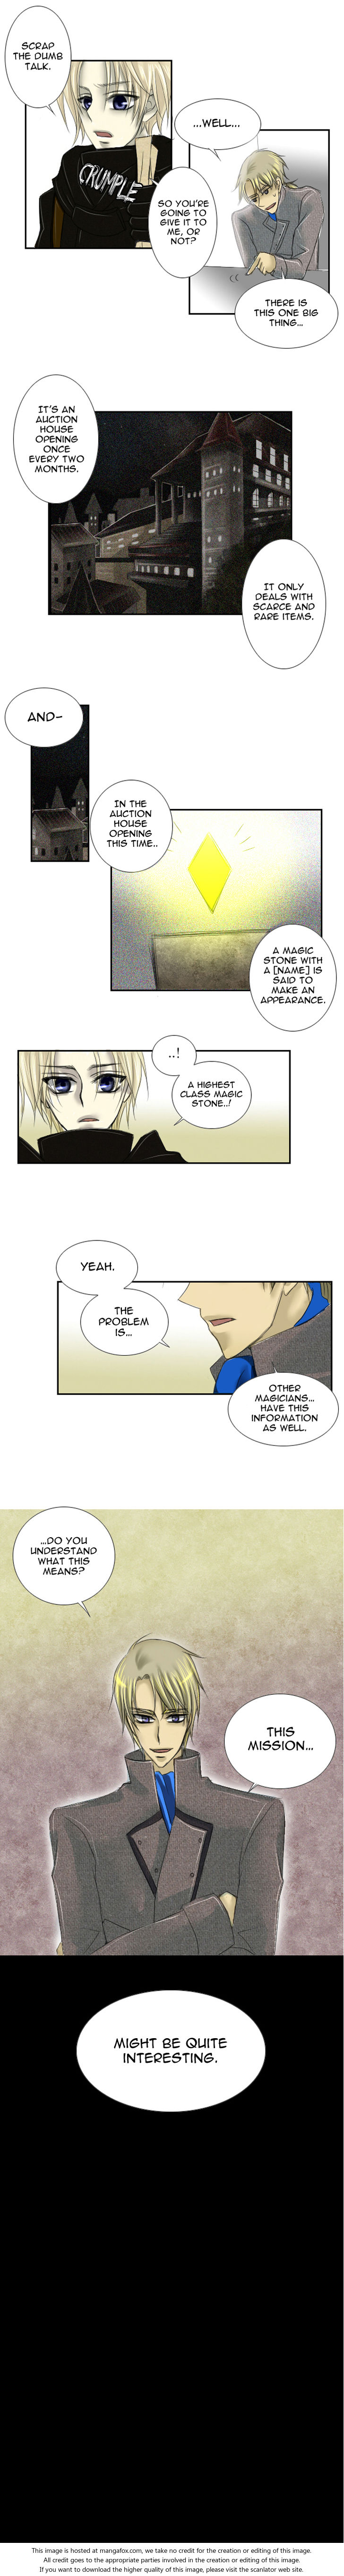 SCRAP
THE DUMB
TALK.
CRUMPLE
...WELL...
SO YOU'RE
GOING TO
GIVE IT TO
ME, OR
NOT?
THERE IS
THIS ONE BIG
THING...
IT'S AN
AUCTION
HOUSE
OPENING
ONCE
EVERY TWO
MONTHS.
IT ONLY
DEALS WITH
SCARCE AND
RARE ITEMS.
AND-
IN THE
AUCTION
HOUSE
OPENING
THIS TIME..
A MAGIC
STONE WITH
A [NAME] IS
SAID TO
MAKE AN
APPEARANCE.
..!
A HIGHEST
CLASS MAGIC
STONE..!
YEAH.
THE
PROBLEM
IS...
OTHER
MAGICIANS...
HAVE THIS
INFORMATION
AS WELL.
...DO YOU
UNDERSTAND
WHAT THIS
MEANS?
THIS
MISSION...
MIGHT BE QUITE
INTERESTING.
This image is hosted at mangafox.com, we take no credit for the creation or editing of this image.
All credit goes to the appropriate parties involved in the creation or editing of this image.
If you want to download the higher quality of this image, please visit the scanlator web site.